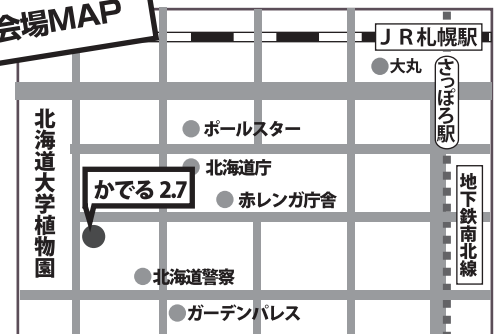 会場MAP
JR札幌駅
大丸
さっぽろ駅
北海道大学植物園
ポールスター
北海道庁
かでる 2.7
赤レンガ庁舎
地下鉄南北線
北海道警察
ガーデンパレス